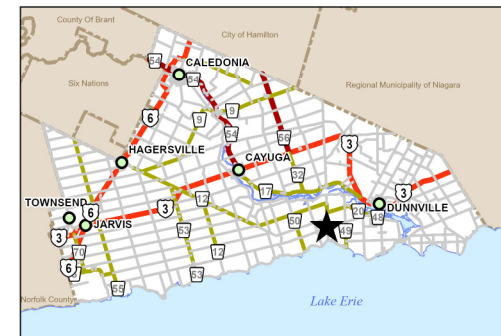 County Of Brant
City of Hamilton
54
CALEDONIA
54
Six Nations
Regional Municipality of Niagara
6
9
9
54
56
3
HAGERSVILLE
CAYUGA
32
17
3
TOWNSEND
12
DUNNVILLE
6
3
20
48
JARVIS
50
3
53
12
49
70
6
53
55
Norfolk County
Lake Erie